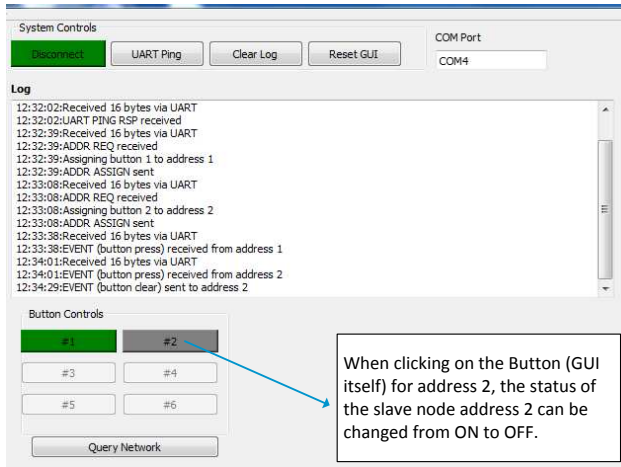 System Controls
COM Port
Disconnect UART Ping Clear Log Reset GUI
COM4
Log
12:32:02:Received 16 bytes via UART
12:32:02:UART PING RSP received
12:32:39:Received 16 bytes via UART
12:32:39:ADDR REQ received
12:32:39:Assigning button 1 to address 1
12:32:39:ADDR ASSIGN sent
12:33:08:Received 16 bytes via UART
12:33:08:ADDR REQ received
12:33:08:Assigning button 2 to address 2
12:33:08:ADDR ASSIGN sent
12:33:38:Received 16 bytes via UART
12:33:38:EVENT (button press) received from address 1
12:34:01:Received 16 bytes via UART
12:34:01:EVENT (button press) received from address 2
12:34:29:EVENT (button clear) sent to address 2
Button Controls
#1 #2
#3 #4
#5 #6
Query Network
When clicking on the Button (GUI
itself) for address 2, the status of
the slave node address 2 can be
changed from ON to OFF.